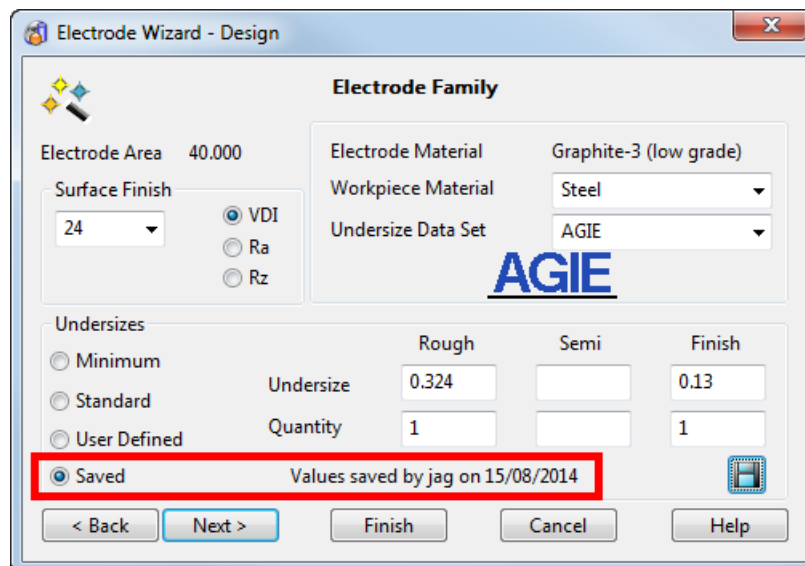 Electrode Wizard - Design
Electrode Family
Electrode Area 40.000
Electrode Material Graphite-3 (low grade)
Surface Finish
Workpiece Material Steel
24
VDI
Undersize Data Set AGIE
Ra
AGIE
Rz
Undersizes
Rough Semi Finish
Minimum
Undersize 0.324 0.13
Standard
Quantity 1 1
User Defined
Saved Values saved by jag on 15/08/2014
< Back Next > Finish Cancel Help